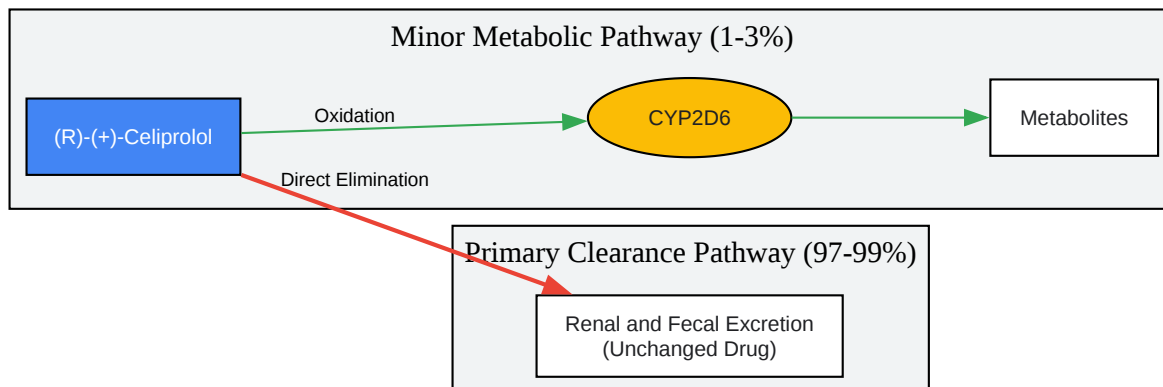 Minor Metabolic Pathway (1-3%)
(R)-(+)-Celiprolol
Oxidation
CYP2D6
Metabolites
Direct Elimination
Primary Clearance Pathway (97-99%)
Renal and Fecal Excretion
(Unchanged Drug)